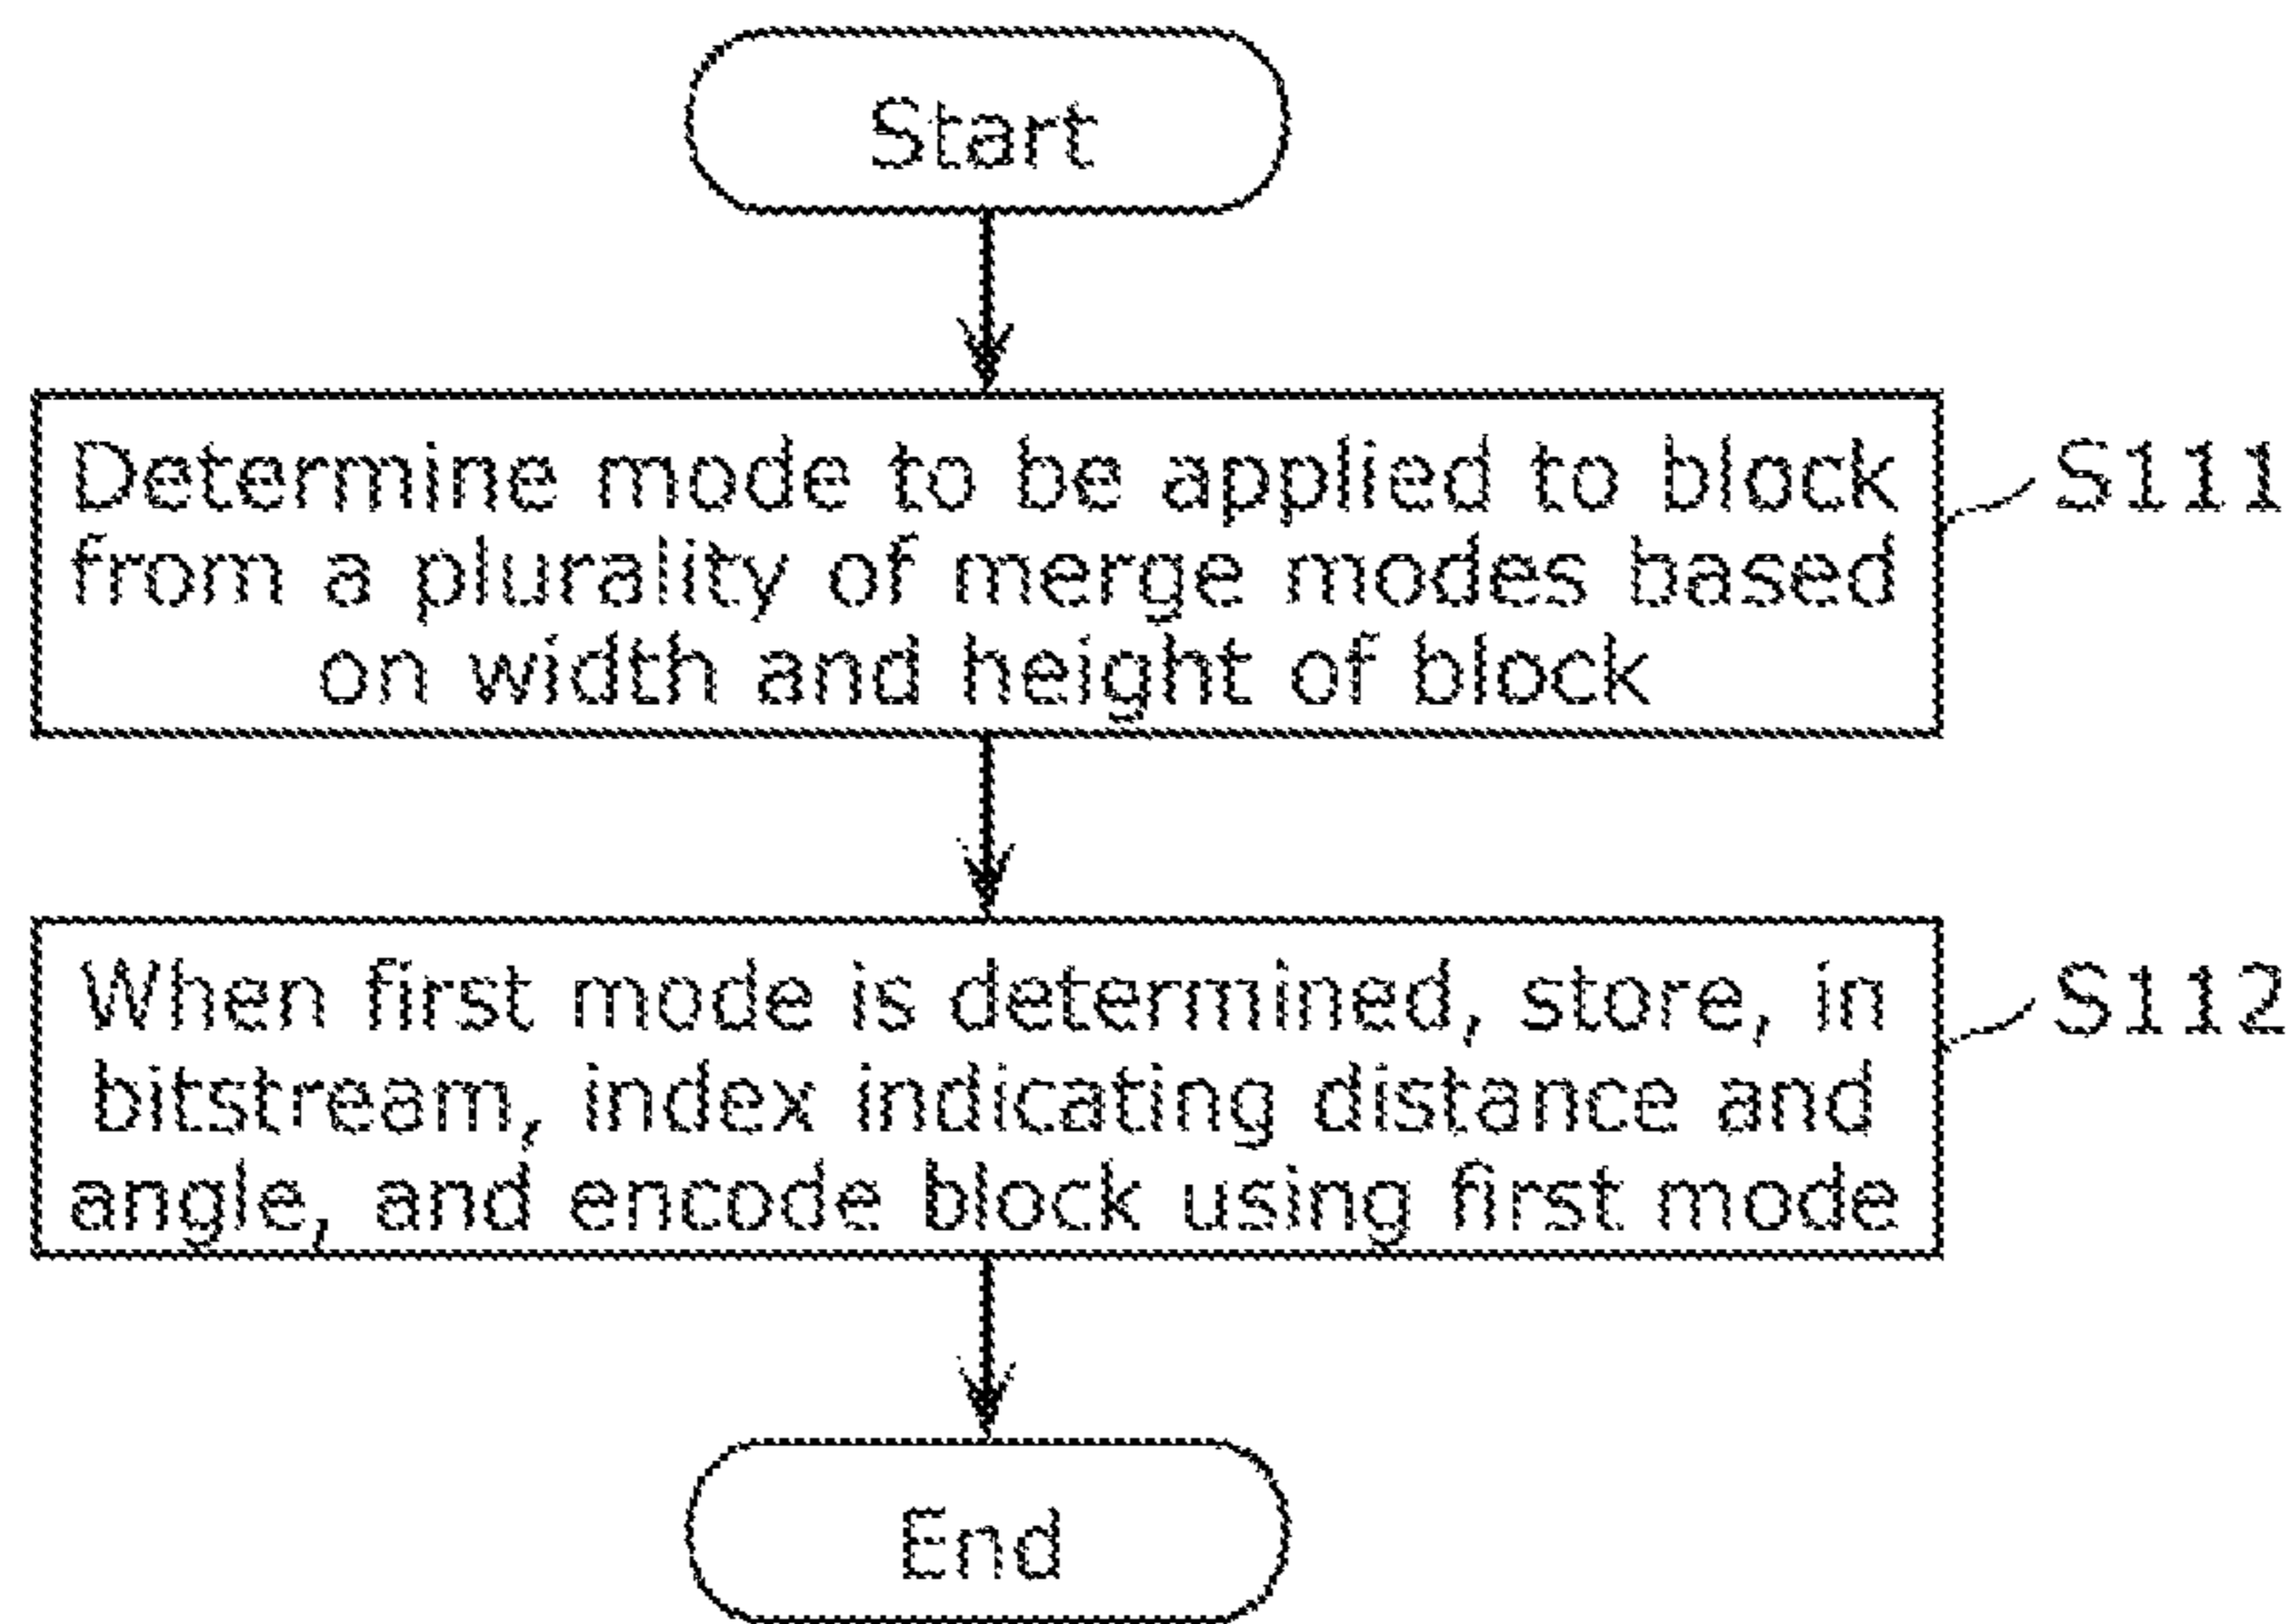 Start
Determine mode to be applied to block
from a plurality of merge modes based
on width and height of block
S111
When first mode is determined, store, in
bitstream, index indicating distance and
angle, and encode block using first mode
S112
End